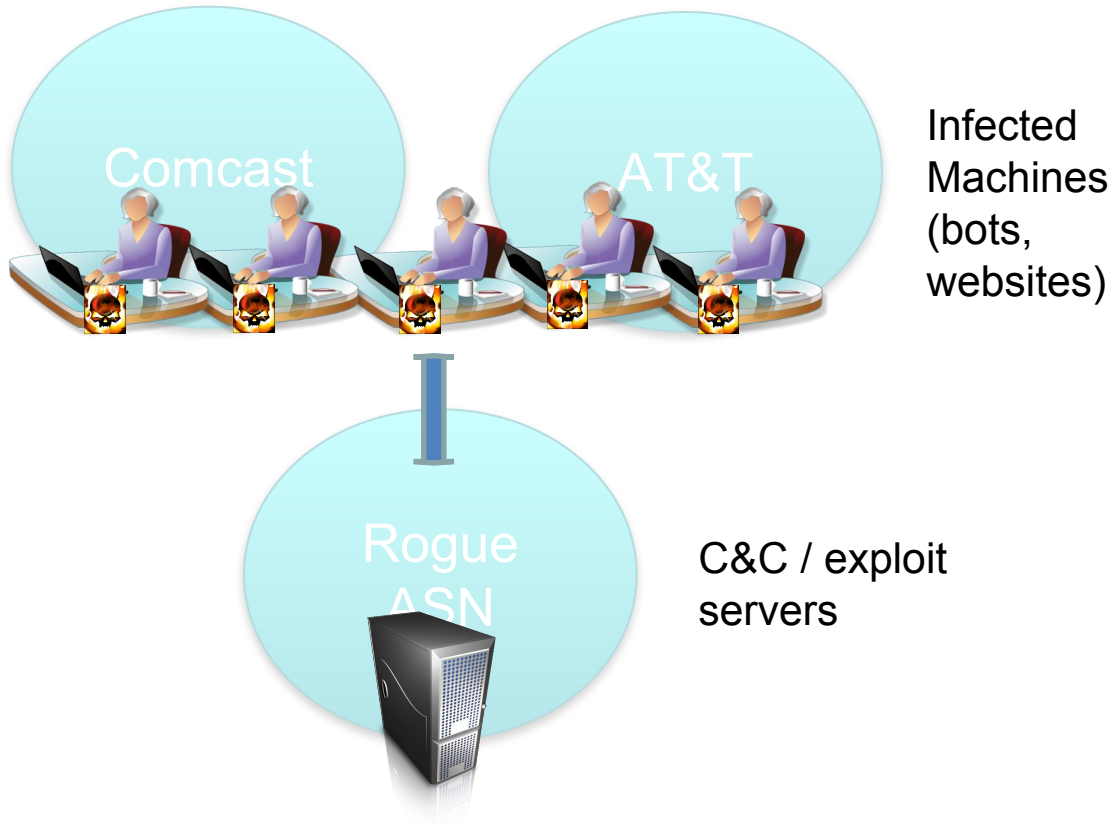 Comcast
AT&T
Infected
Machines
(bots,
websites)
Rogue
ASN
C&C / exploit
servers